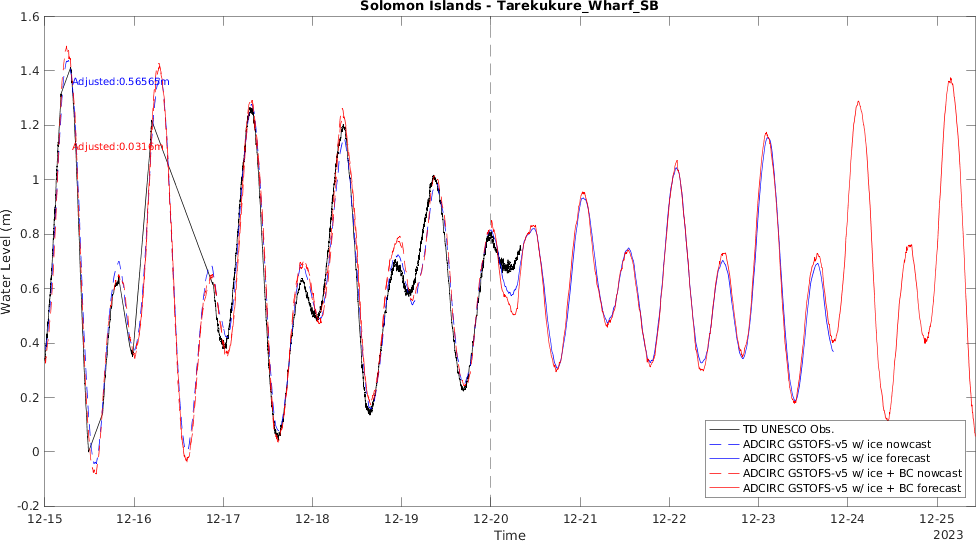 Solomon Islands - Tarekukure_Wharf_SB
1.6
1.4
1.2
1
0.8
0.6
0.4
0.2
0
-0.2
Water Level (m)
Adjusted:0.56565m
Adjusted:0.0316m
TD UNESCO Obs.
ADCIRC GSTOFS-v5 w/ ice nowcast
ADCIRC GSTOFS-v5 w/ ice forecast
ADCIRC GSTOFS-v5 w/ ice + BC nowcast
ADCIRC GSTOFS-v5 w/ ice + BC forecast
12-15 12-16 12-17 12-18 12-19 12-20 12-21 12-22 12-23 12-24 12-25
Time
2023